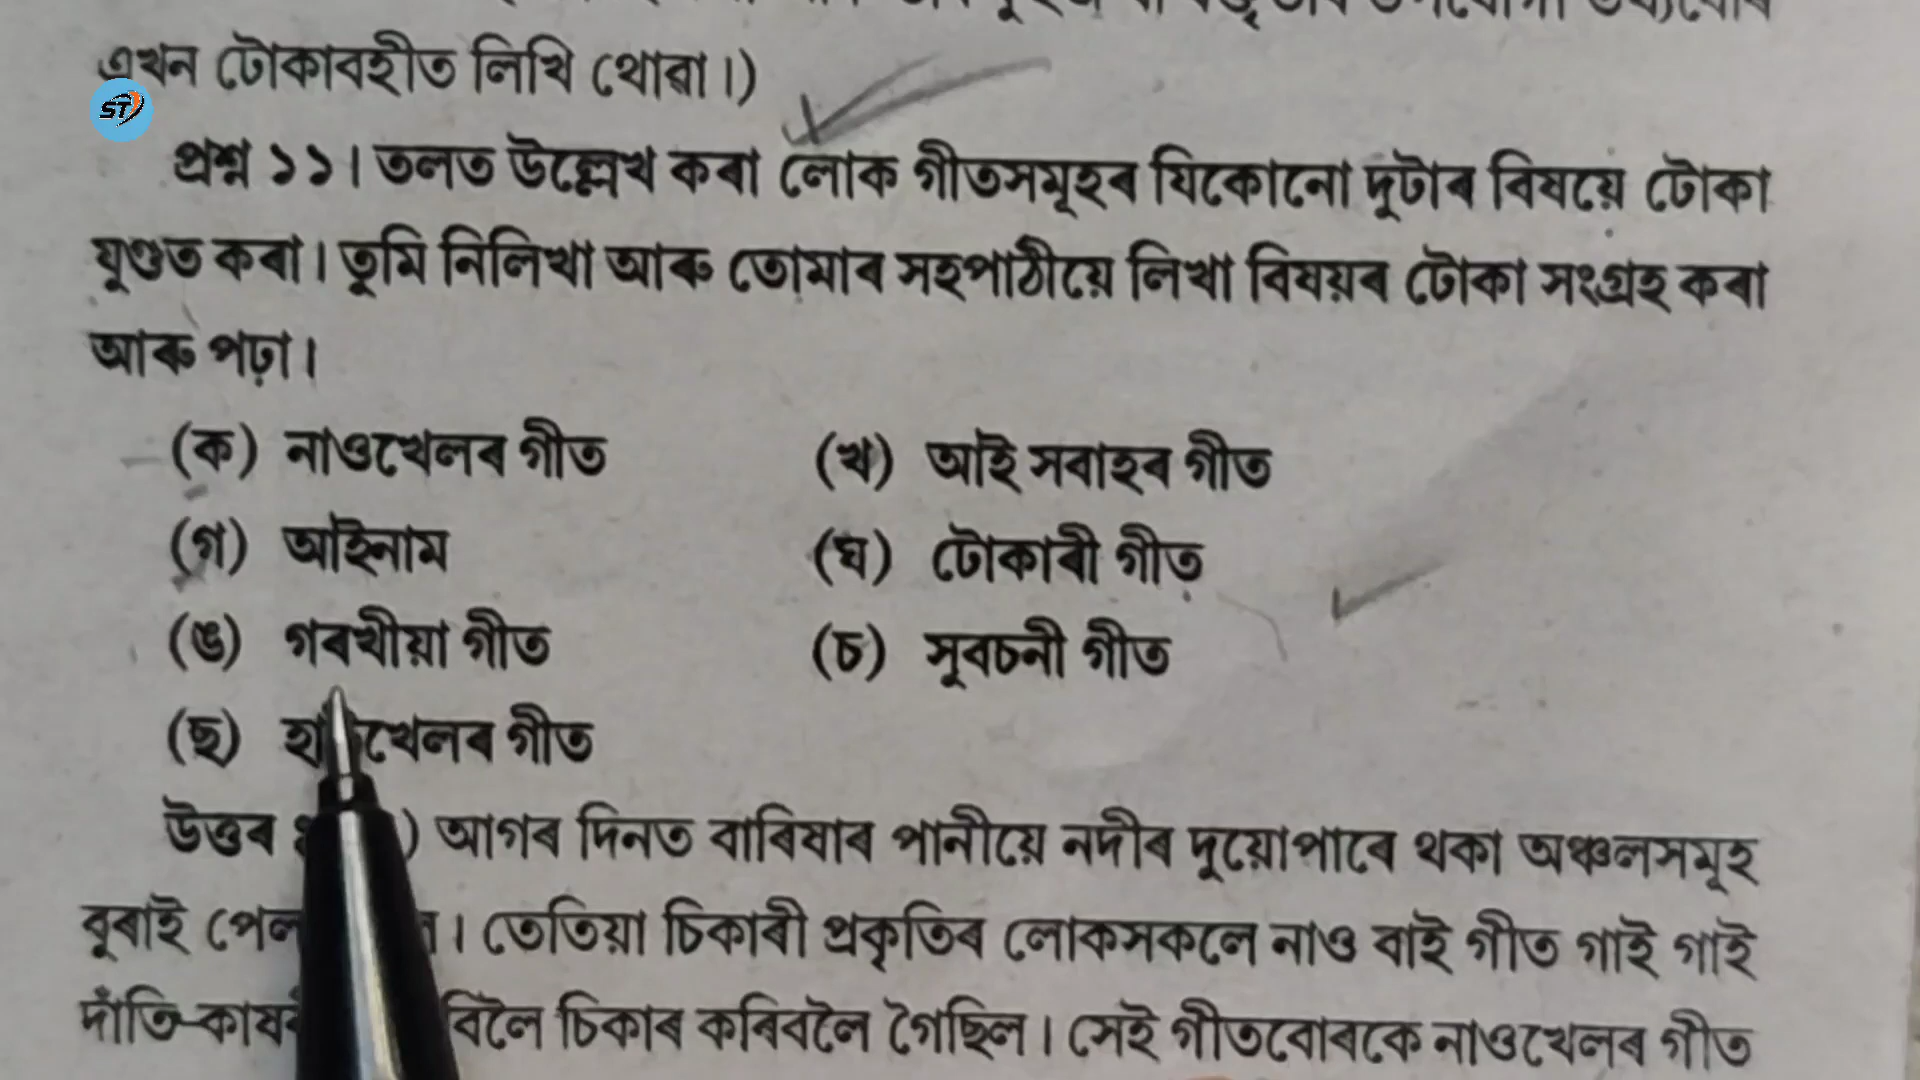 এখন টোকাবহীত লিখি থোৱা।)
ST
প্ৰশ্ন ১১। তলত উল্লেখ কৰা লোক গীতসমূহৰ যিকোনো দুটাৰ বিষয়ে টোকা
যুগুত কৰা। তুমি নিলিখা আৰু তোমাৰ সহপাঠীয়ে লিখা বিষয়ৰ টোকা সংগ্ৰহ কৰা
আৰু পঢ়া।
(ক) নাওখেলৰ গীত (খ) আই সবাহৰ গীত
(গ) আইনাম (ঘ) টোকাৰী গীত
(ঙ) গৰখীয়া গীত (চ) সুবচনী গীত
(ছ) গীত
উত্তৰ আগৰ দিনত বাৰিষাৰ পানীয়ে নদীৰ দুয়োপাৰে থকা অঞ্চলসমূহ
বুৰাই । তেতিয়া চিকাৰী প্ৰকৃতিৰ লোকসকলে নাও বাই গীত গাই গাই
চিকাৰ কৰিবলৈ গৈছিল। সেই গীতবোৰকে নাওখেলৰ গীত